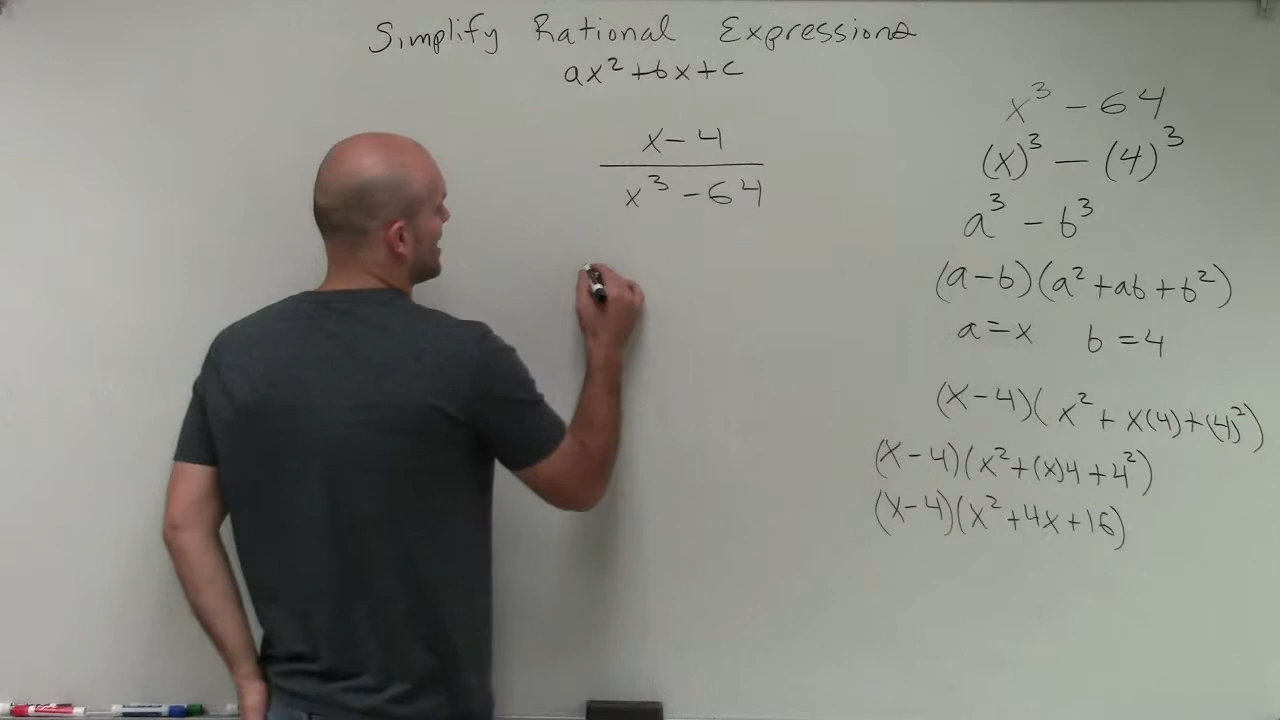 Simplify Rational Expressions
ax² + bx + c
x - 4
x³ - 64
x³ - 64
(x)³ - (4)³
a³ - b³
(a - b)(a² + ab + b²)
a = x b = 4
(x - 4)(x² + x(4) + (4)²)
(x - 4)(x² + (x)4 + 4²)
(x - 4)(x² + 4x + 16)